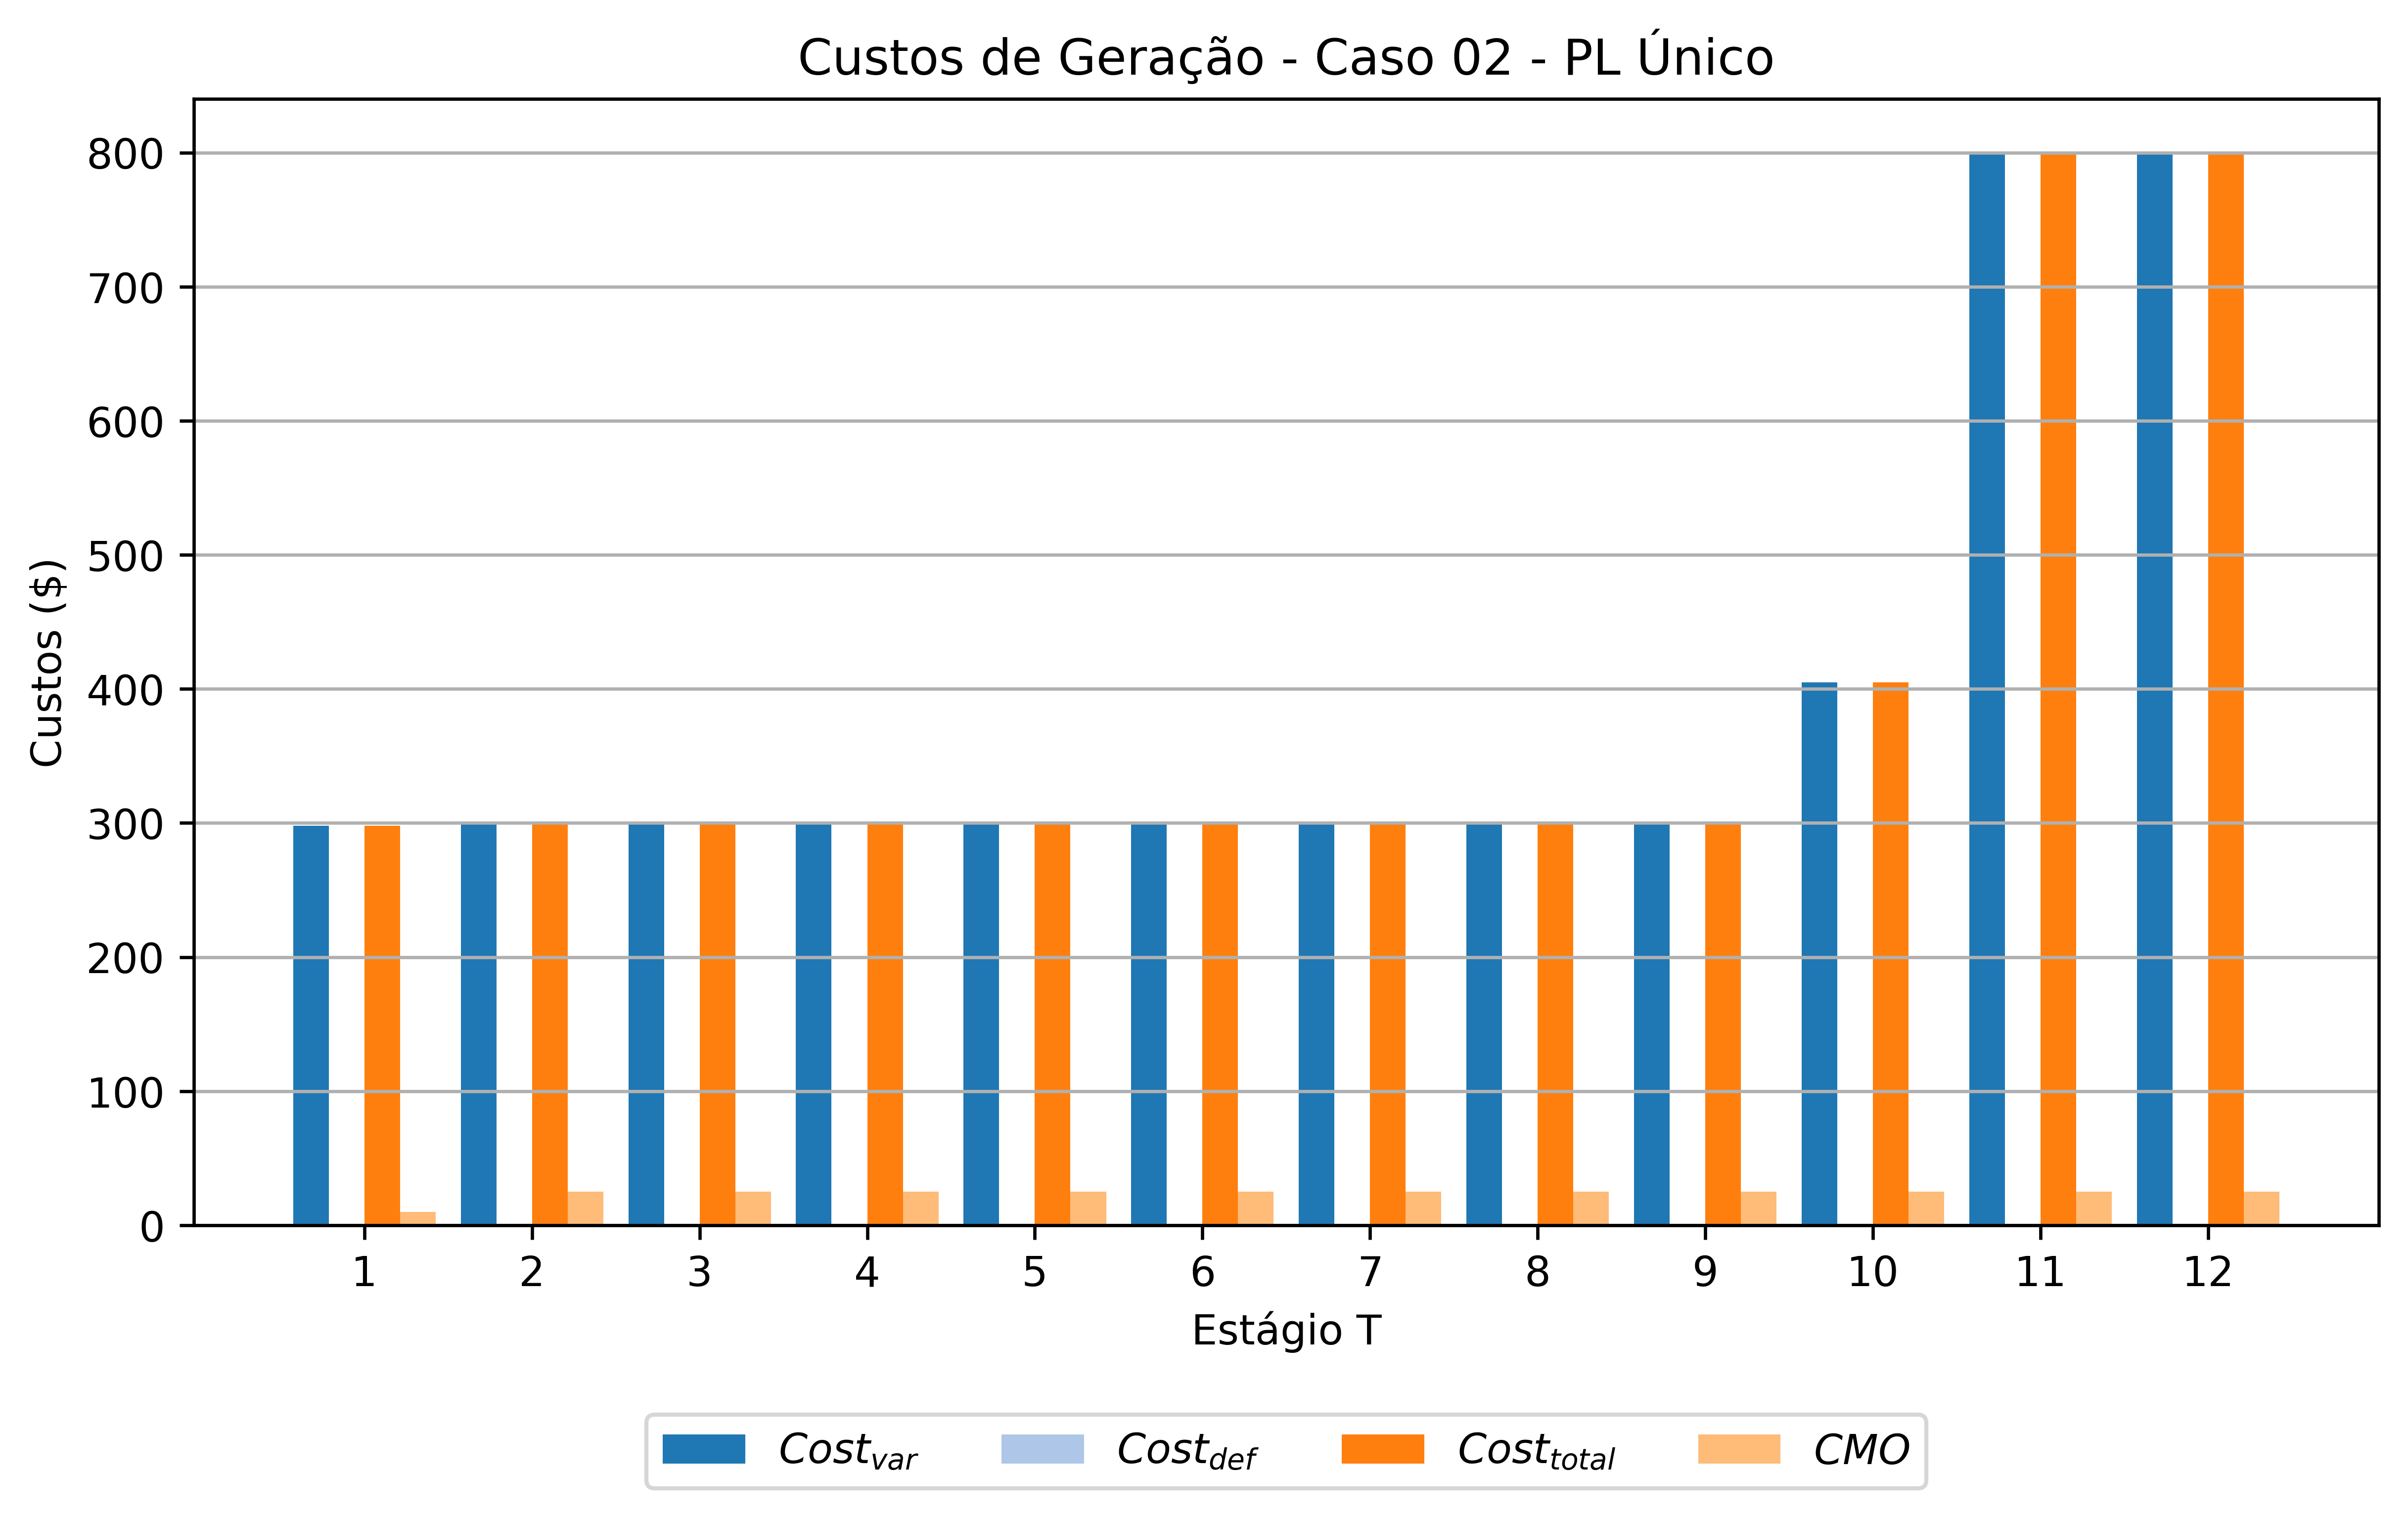 Custos de Geração - Caso 02 - PL Único
Custos ($)
800
700
600
500
400
300
200
100
0
1 2 3 4 5 6 7 8 9 10 11 12
Estágio T
Cost_var Cost_def Cost_total CMO